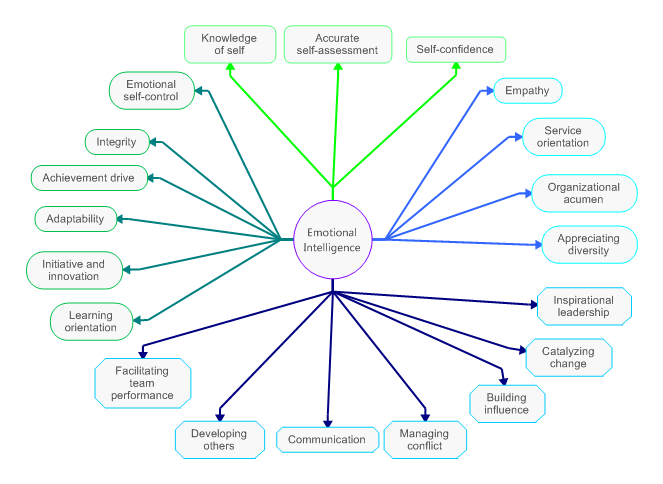 Knowledge
of self
Accurate
self-assessment
Self-confidence
Emotional
self-control
Empathy
Integrity
Service
orientation
Achievement drive
Organizational
acumen
Adaptability
Emotional
Intelligence
Appreciating
diversity
Initiative and
innovation
Learning
orientation
Inspirational
leadership
Catalyzing
change
Facilitating
team
performance
Building
influence
Developing
others
Communication
Managing
conflict